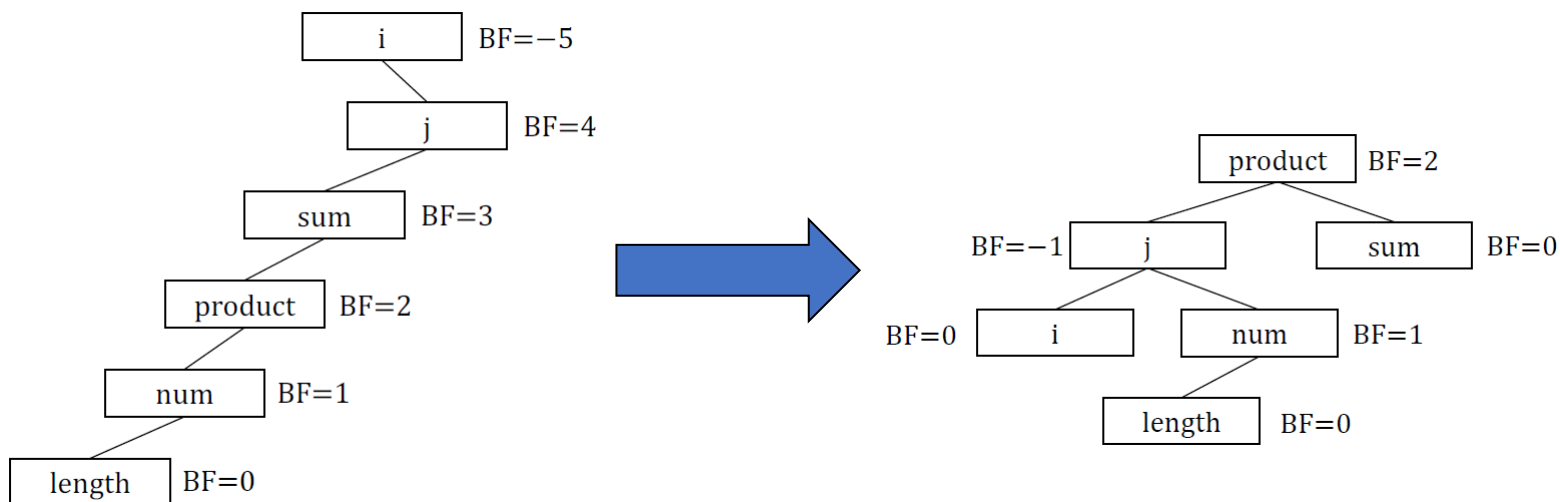 i BF=−5
j BF=4
sum BF=3
product BF=2
num BF=1
length BF=0
product BF=2
BF=−1 j sum BF=0
BF=0 i num BF=1
length BF=0